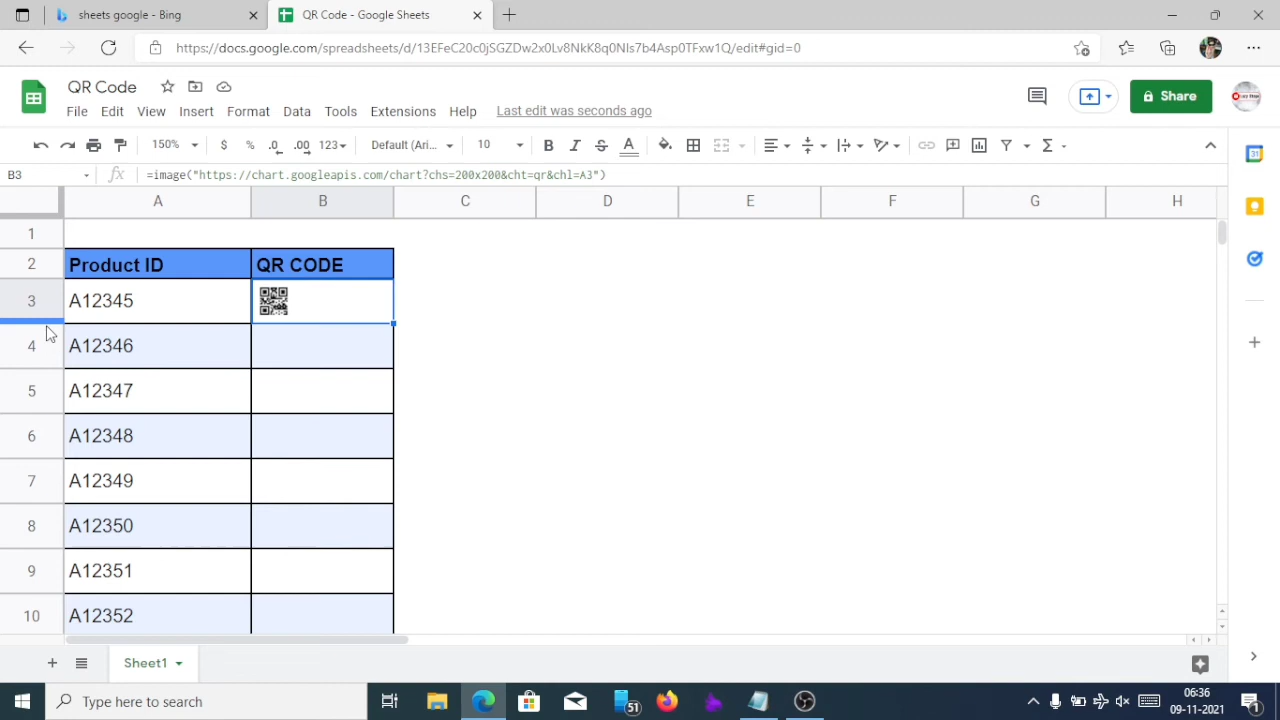 sheets google - Bing
QR Code - Google Sheets
https://docs.google.com/spreadsheets/d/13EFeC20c0jSGZDw2x0Lv8NkK8q0Nls7b4Asp0TFxw1Q/edit#gid=0
QR Code
File Edit View Insert Format Data Tools Extensions Help Last edit was seconds ago
Share
150% $ % .0 .00 123 Default (Ari... 10 B I S A Σ
B3 fx =image("https://chart.googleapis.com/chart?chs=200x200&cht=qr&chl=A3")
A B C D E F G H
1
2 Product ID QR CODE
3 A12345
4 A12346
5 A12347
6 A12348
7 A12349
8 A12350
9 A12351
10 A12352
31
Sheet1
Type here to search
51
06:36
09-11-2021
1